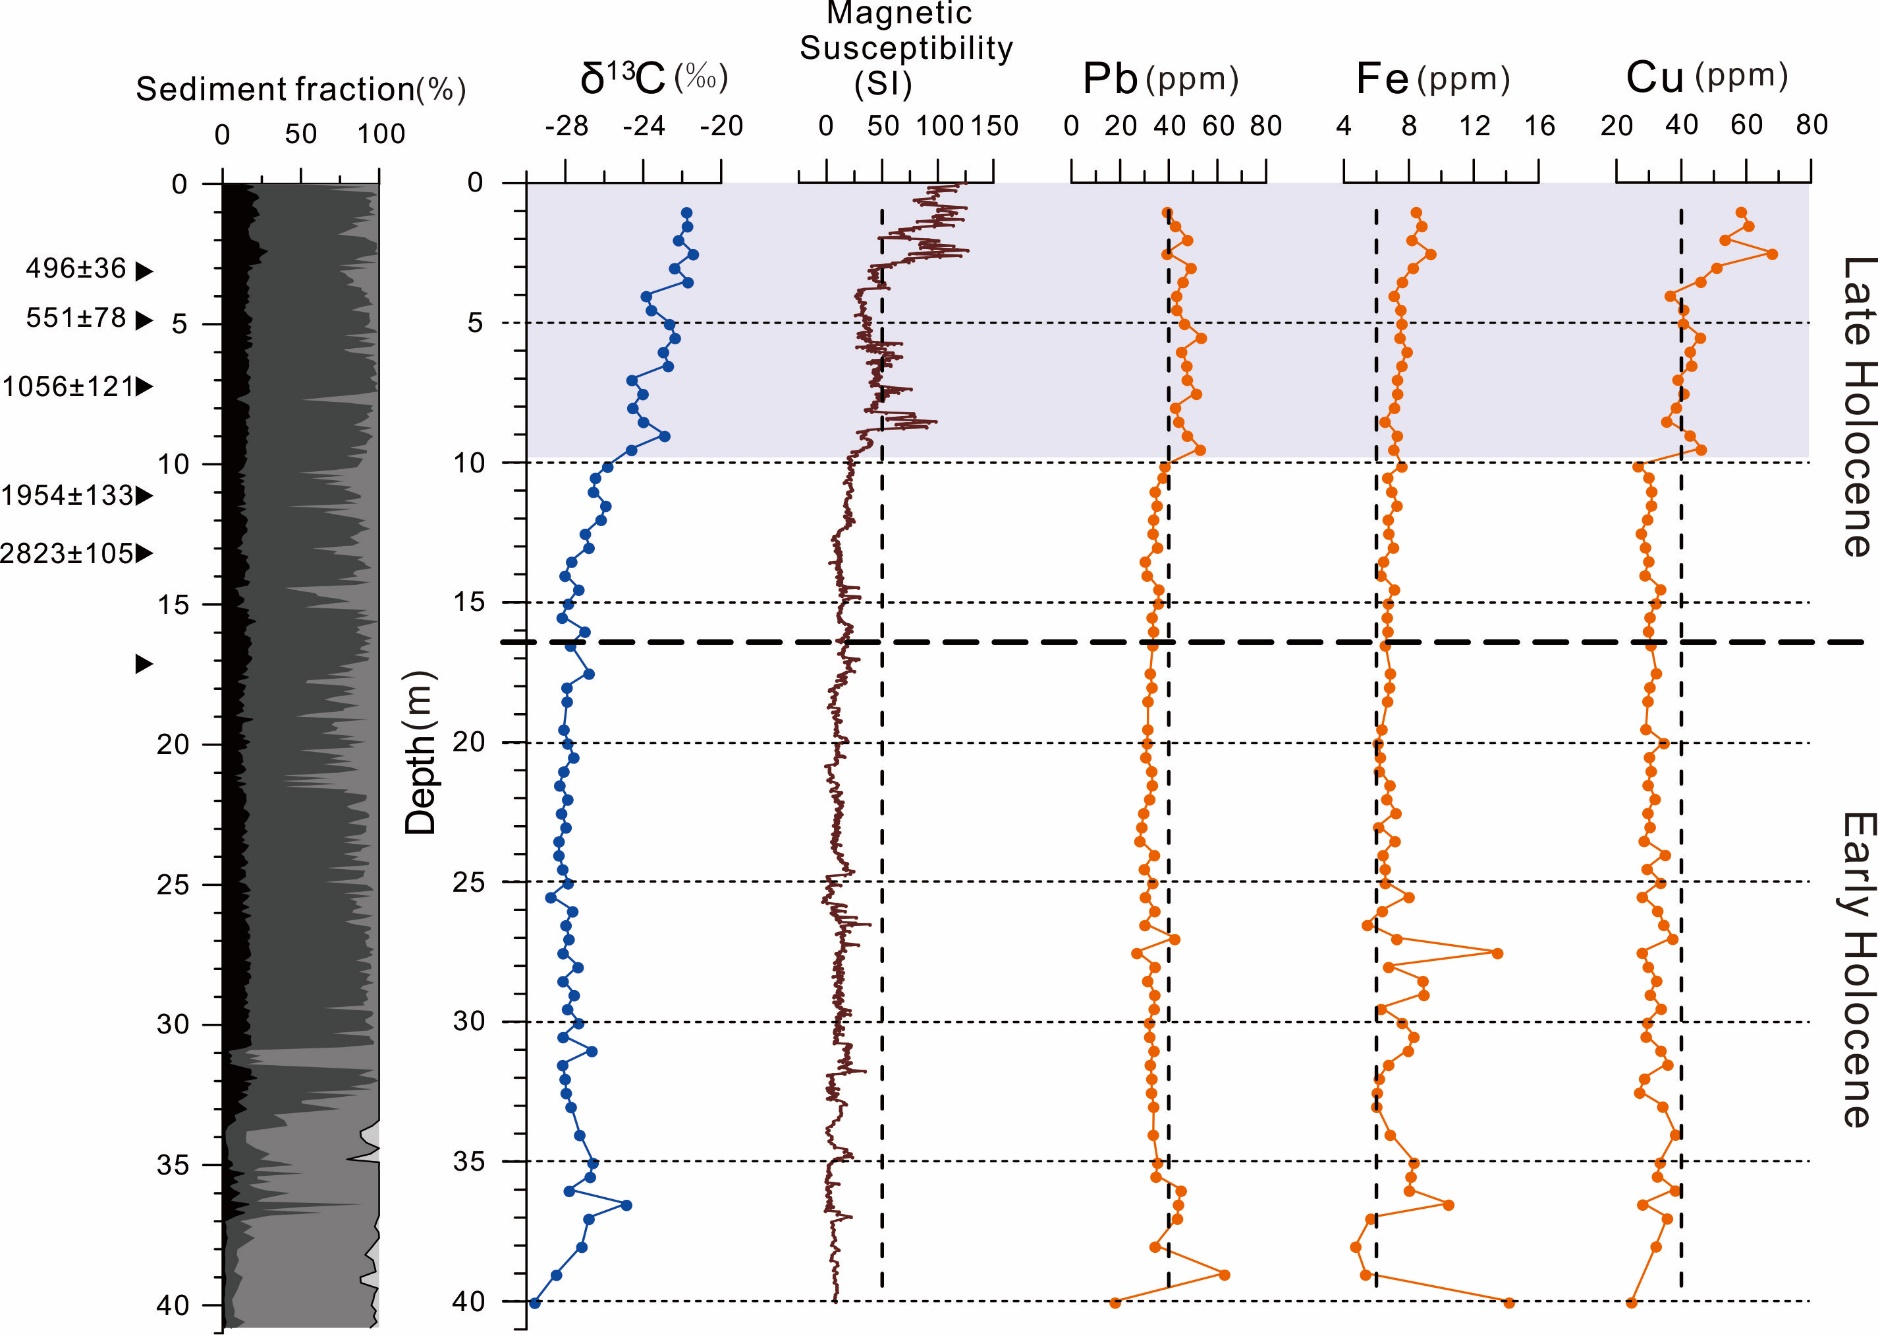 Magnetic
Susceptibility
(SI)
Sediment fraction(%)
δ¹³C (‰)
Pb (ppm)
Fe (ppm)
Cu (ppm)
0 50 100
-28 -24 -20
0 50 100 150
0 20 40 60 80
4 8 12 16
20 40 60 80
0
5
10
15
20
25
30
35
40
496±36
551±78
1056±121
1954±133
2823±105
Depth(m)
0
5
10
15
20
25
30
35
40
Late Holocene
Early Holocene